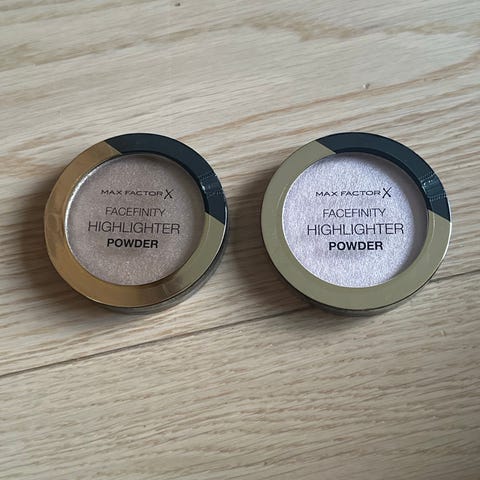 MAX FACTOR X
FACEFINITY
HIGHLIGHTER
POWDER
MAX FACTOR X
FACEFINITY
HIGHLIGHTER
POWDER